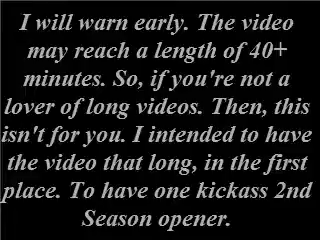 I will warn early. The video
may reach a length of 40+
minutes. So, if you're not a
lover of long videos. Then, this
isn't for you. I intended to have
the video that long, in the first
place. To have one kickass 2nd
Season opener.